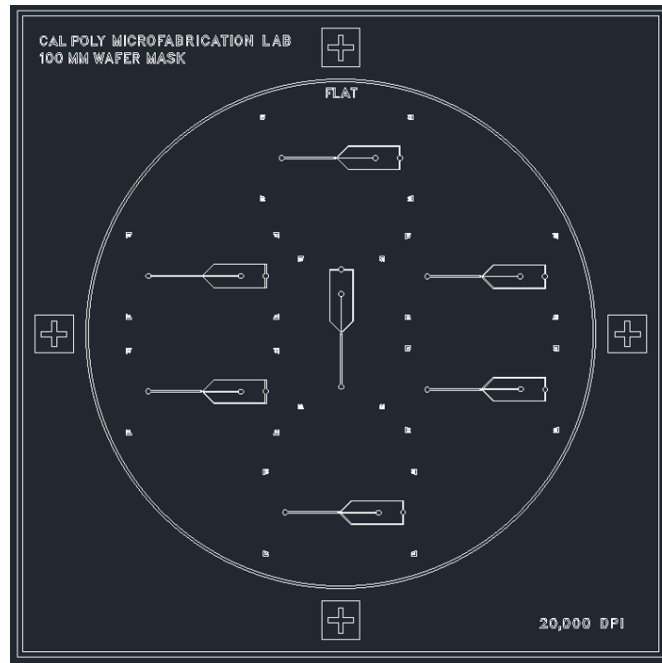 CAL POLY MICROFABRICATION LAB
100 MM WAFER MASK
FLAT
20,000 DPI